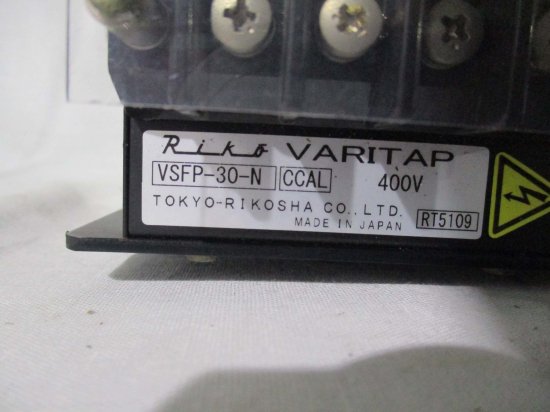 Riko VARITAP
VSFP-30-N CCAL 400V
TOKYO-RIKOSHA CO.,LTD.
MADE IN JAPAN RT5109